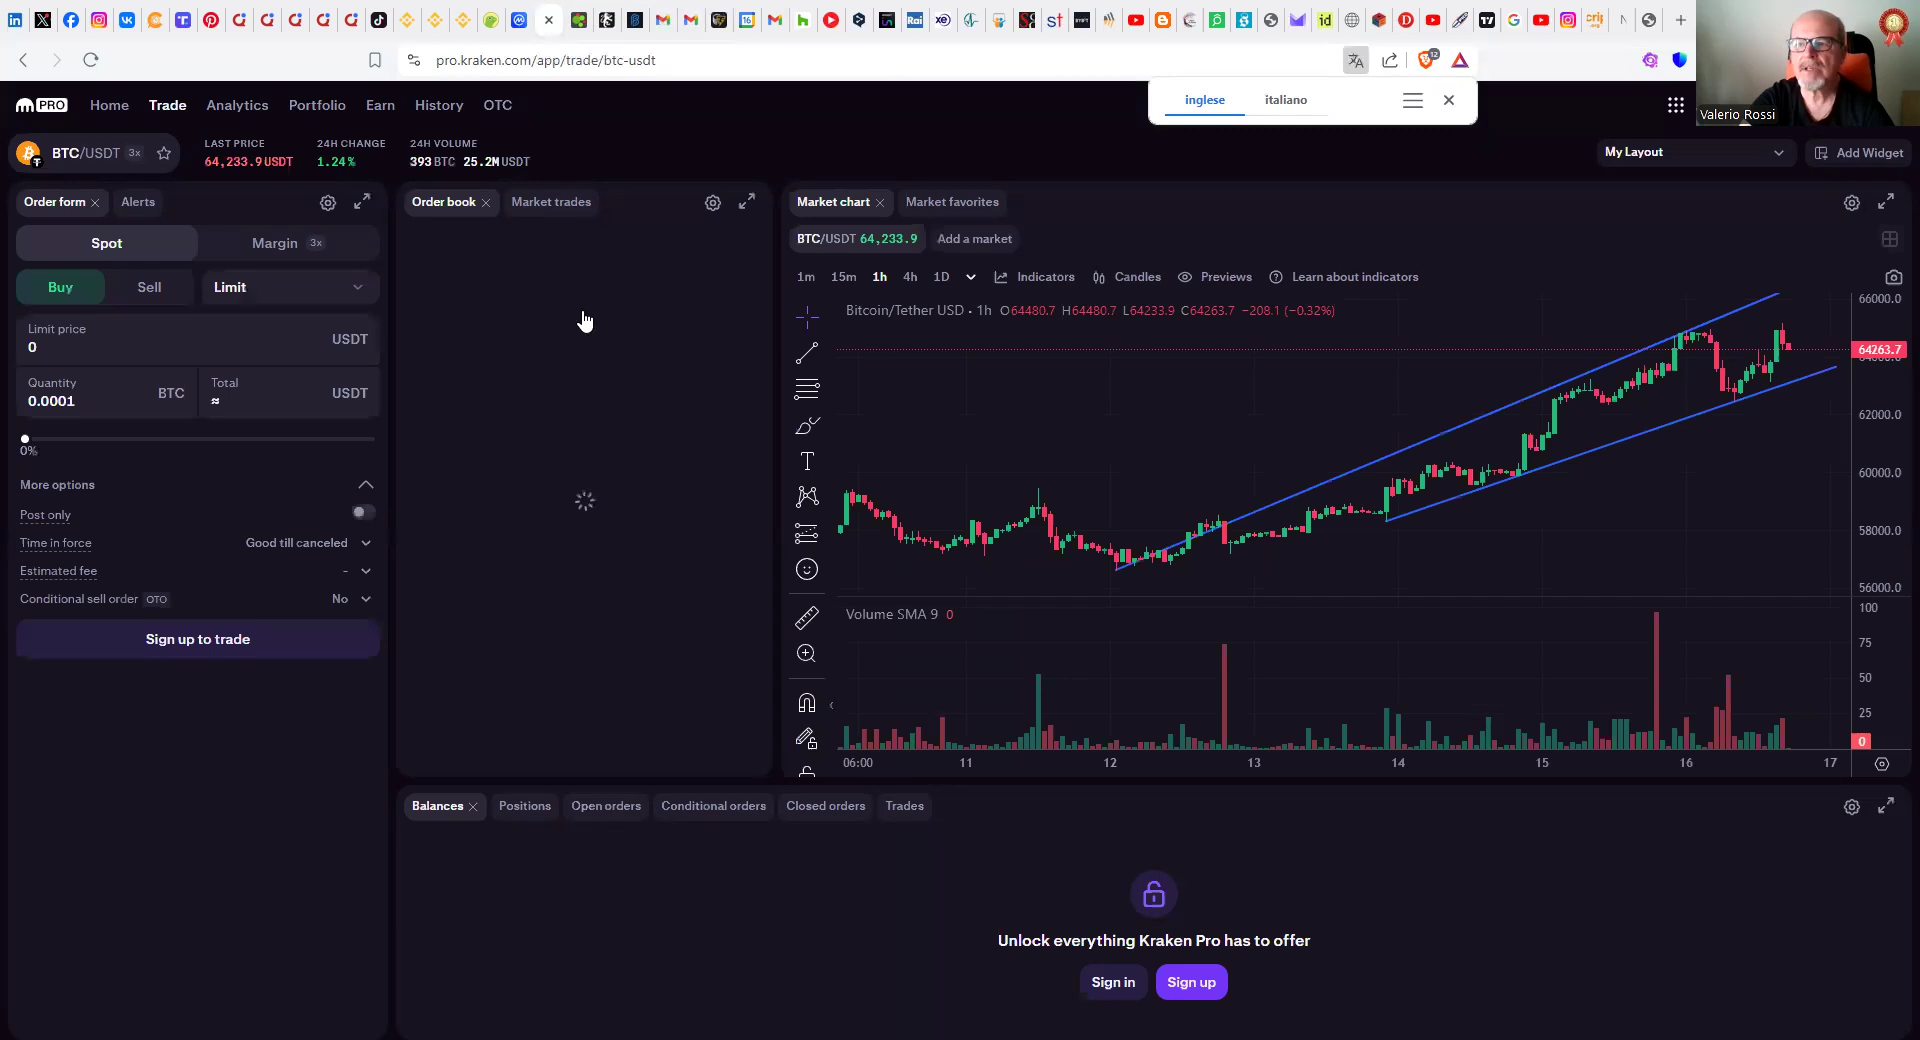 pro.kraken.com/app/trade/btc-usdt
inglese
italiano
Valerio Rossi
PRO
Home
Trade
Analytics
Portfolio
Earn
History
OTC
BTC/USDT 3x
LAST PRICE
64,233.9 USDT
24H CHANGE
1.24%
24H VOLUME
393 BTC 25.2M USDT
My Layout
Add Widget
Order form
Alerts
Spot
Margin 3x
Buy
Sell
Limit
Limit price
0
USDT
Quantity
0.0001
BTC
Total
≈
USDT
0%
More options
Post only
Time in force
Good till canceled
Estimated fee
-
Conditional sell order OTO
No
Sign up to trade
Order book
Market trades
Market chart
Market favorites
BTC/USDT 64,233.9
Add a market
1m
15m
1h
4h
1D
Indicators
Candles
Previews
Learn about indicators
Bitcoin/Tether USD · 1h O64480.7 H64480.7 L64233.9 C64263.7 −208.1 (−0.32%)
66000.0
64263.7
62000.0
60000.0
58000.0
56000.0
Volume SMA 9 0
100
75
50
25
0
06:00
11
12
13
14
15
16
17
Balances
Positions
Open orders
Conditional orders
Closed orders
Trades
Unlock everything Kraken Pro has to offer
Sign in
Sign up